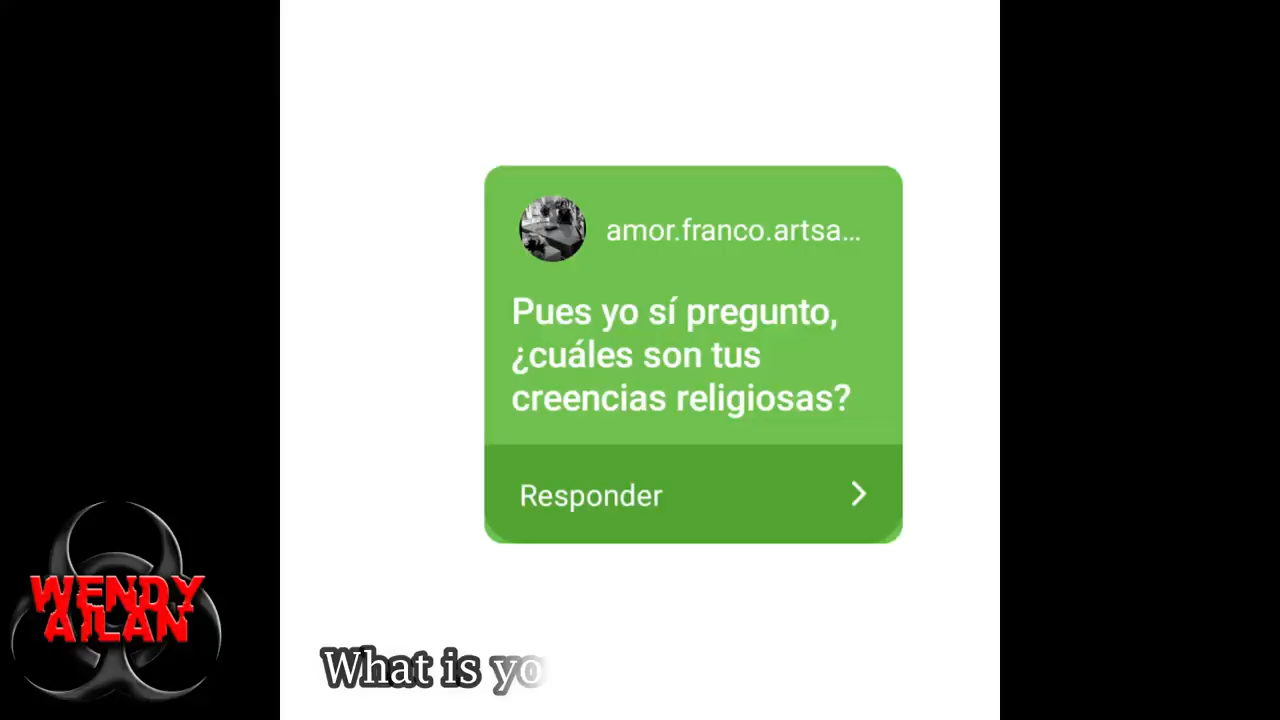 amor.franco.artsa...
Pues yo sí pregunto,
¿cuáles son tus
creencias religiosas?
Responder
WENDY
AILAN
What is yo